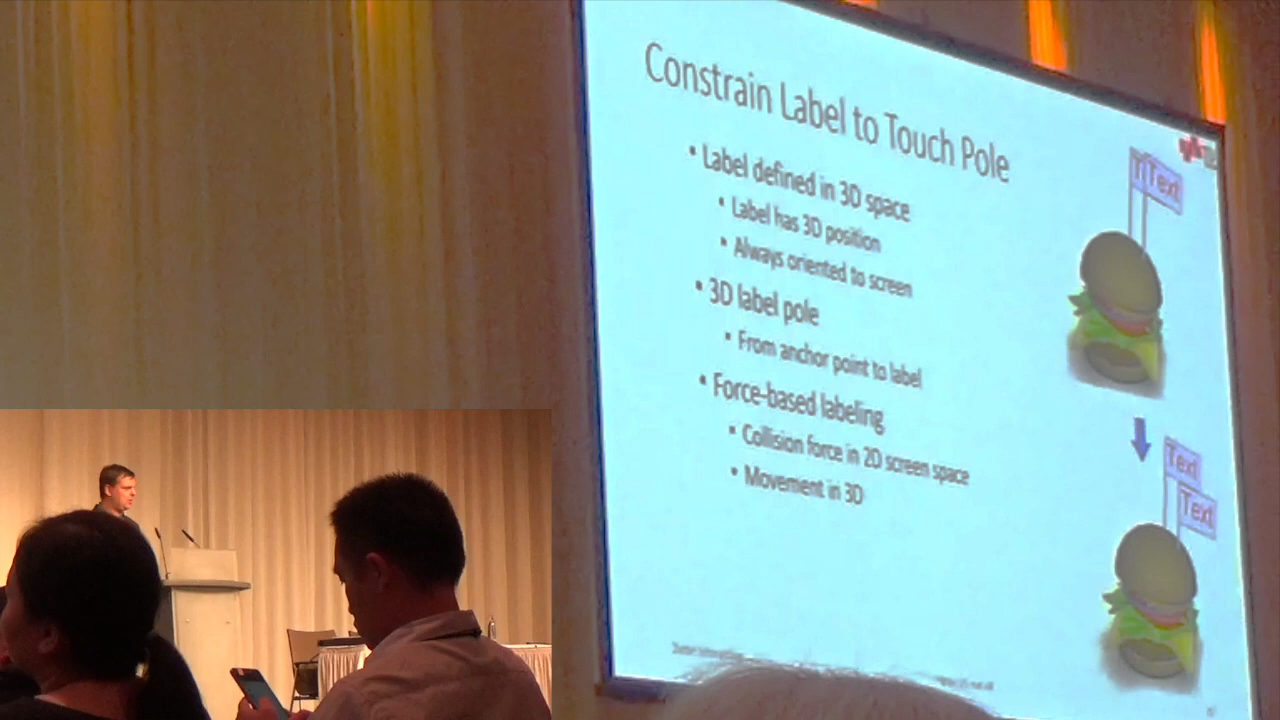 Constrain Label to Touch Pole
• Label defined in 3D space
• Label has 3D position
• Always oriented to screen
• 3D label pole
• From anchor point to label
• Force-based labeling
• Collision force in 2D screen space
• Movement in 3D
Text
Text
Text